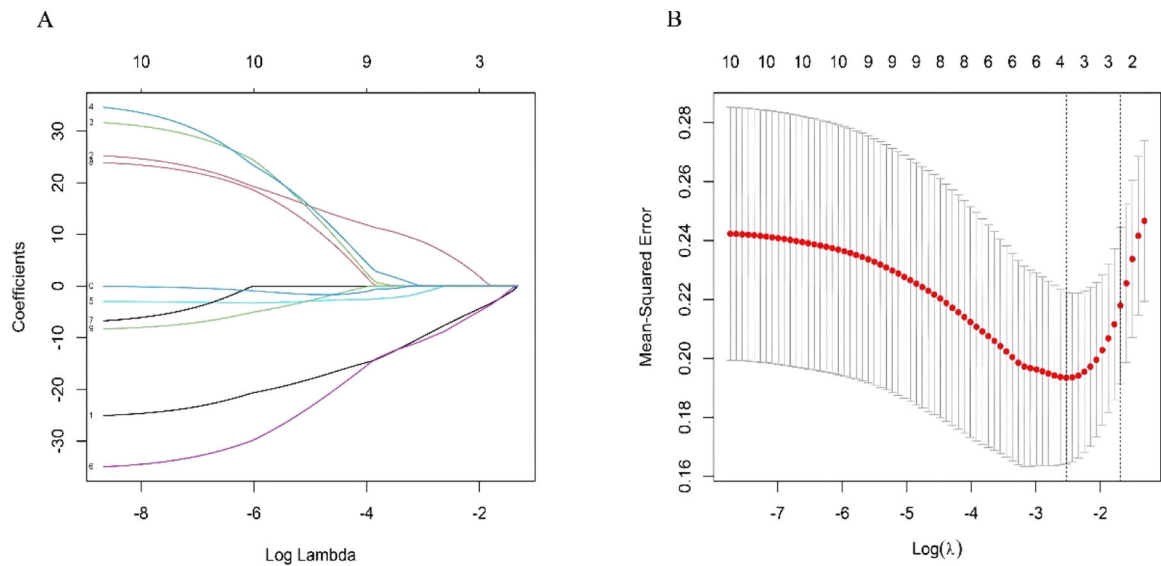 A
10 10 9 3
30
20
10
0
-10
-20
-30
4
3
2
8
0
5
7
9
1
6
Coefficients
-8 -6 -4 -2
Log Lambda
B
10 10 10 10 9 9 8 8 6 6 6 4 3 3 2
0.28
0.26
0.24
0.22
0.20
0.18
0.16
Mean-Squared Error
-7 -6 -5 -4 -3 -2
Log(λ)